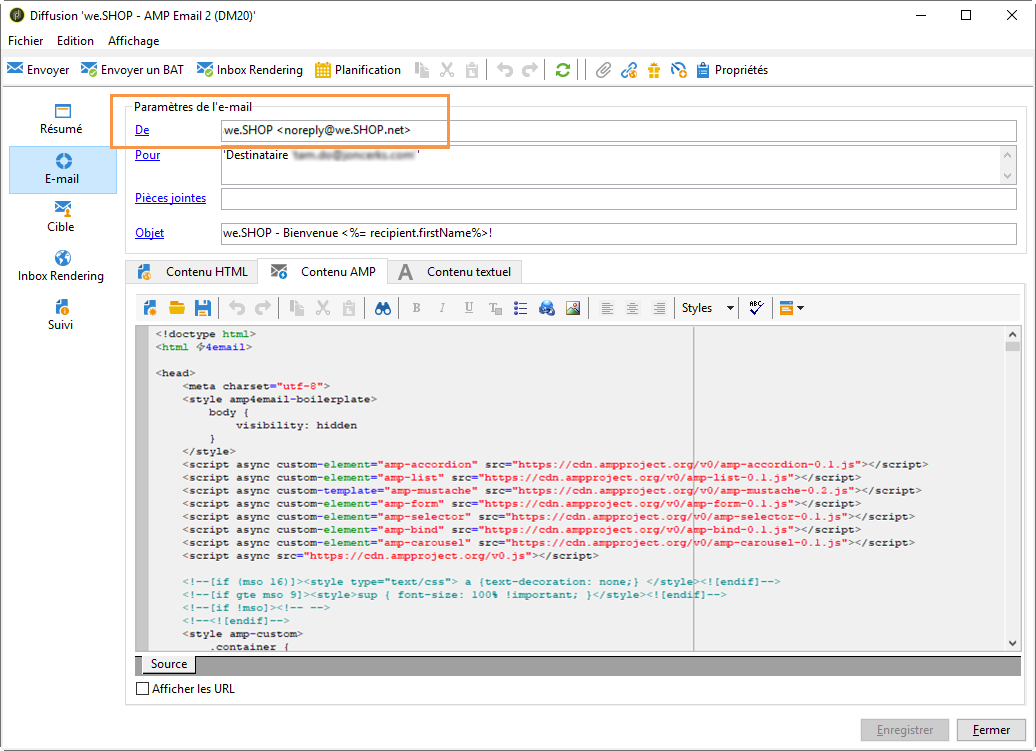 Diffusion 'we.SHOP - AMP Email 2 (DM20)'
Fichier Edition Affichage
Envoyer Envoyer un BAT Inbox Rendering Planification Propriétés
Résumé
E-mail
Cible
Inbox Rendering
Suivi
Paramètres de l'e-mail
De we.SHOP <noreply@we.SHOP.net>
Pour 'Destinataire '
Pièces jointes
Objet we.SHOP - Bienvenue <%= recipient.firstName%>!
Contenu HTML Contenu AMP Contenu textuel
Styles ABC
<!doctype html>
<html ⚡4email>
<head>
<meta charset="utf-8">
<style amp4email-boilerplate>
body {
visibility: hidden
}
</style>
<script async custom-element="amp-accordion" src="https://cdn.ampproject.org/v0/amp-accordion-0.1.js"></script>
<script async custom-element="amp-list" src="https://cdn.ampproject.org/v0/amp-list-0.1.js"></script>
<script async custom-template="amp-mustache" src="https://cdn.ampproject.org/v0/amp-mustache-0.2.js"></script>
<script async custom-element="amp-form" src="https://cdn.ampproject.org/v0/amp-form-0.1.js"></script>
<script async custom-element="amp-selector" src="https://cdn.ampproject.org/v0/amp-selector-0.1.js"></script>
<script async custom-element="amp-bind" src="https://cdn.ampproject.org/v0/amp-bind-0.1.js"></script>
<script async custom-element="amp-carousel" src="https://cdn.ampproject.org/v0/amp-carousel-0.1.js"></script>
<script async src="https://cdn.ampproject.org/v0.js"></script>
<!--[if (mso 16)]><style type="text/css"> a {text-decoration: none;} </style><![endif]-->
<!--[if gte mso 9]><style>sup { font-size: 100% !important; }</style><![endif]-->
<!--[if !mso]><!-- -->
<!--<![endif]-->
<style amp-custom>
.container {
Source
Afficher les URL
Enregistrer Fermer